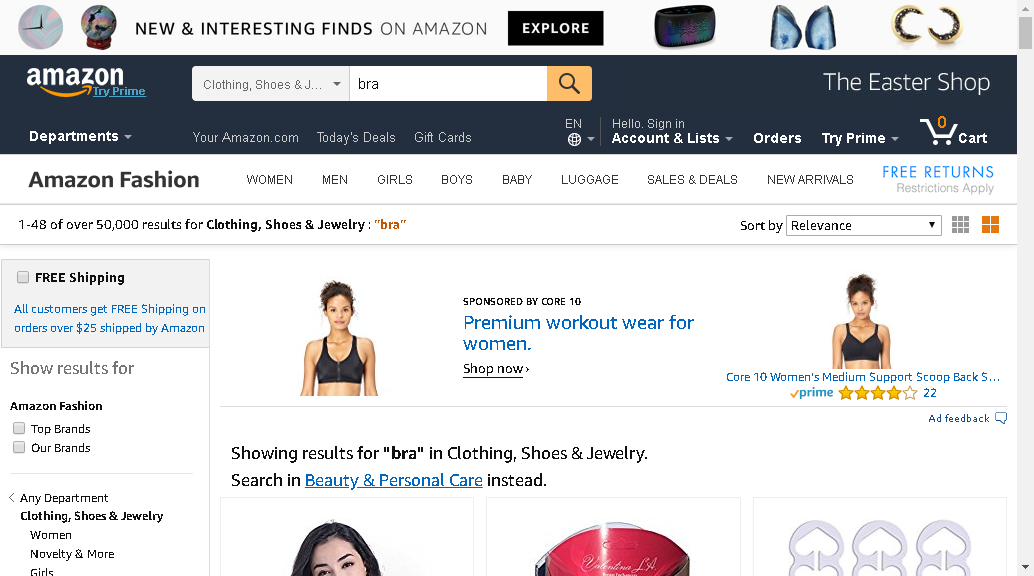 NEW & INTERESTING FINDS ON AMAZON EXPLORE
amazon
Try Prime
Clothing, Shoes & J... bra
The Easter Shop
Departments
Your Amazon.com Today's Deals Gift Cards
EN
Hello. Sign in
Account & Lists Orders Try Prime 0 Cart
Amazon Fashion WOMEN MEN GIRLS BOYS BABY LUGGAGE SALES & DEALS NEW ARRIVALS
FREE RETURNS
Restrictions Apply
1-48 of over 50,000 results for Clothing, Shoes & Jewelry : "bra"
Sort by Relevance
FREE Shipping
All customers get FREE Shipping on
orders over $25 shipped by Amazon
Show results for
Amazon Fashion
Top Brands
Our Brands
Any Department
Clothing, Shoes & Jewelry
Women
Novelty & More
Girls
SPONSORED BY CORE 10
Premium workout wear for
women.
Shop now ›
Core 10 Women's Medium Support Scoop Back S...
prime 22
Ad feedback
Showing results for "bra" in Clothing, Shoes & Jewelry.
Search in Beauty & Personal Care instead.
Valentina L.A